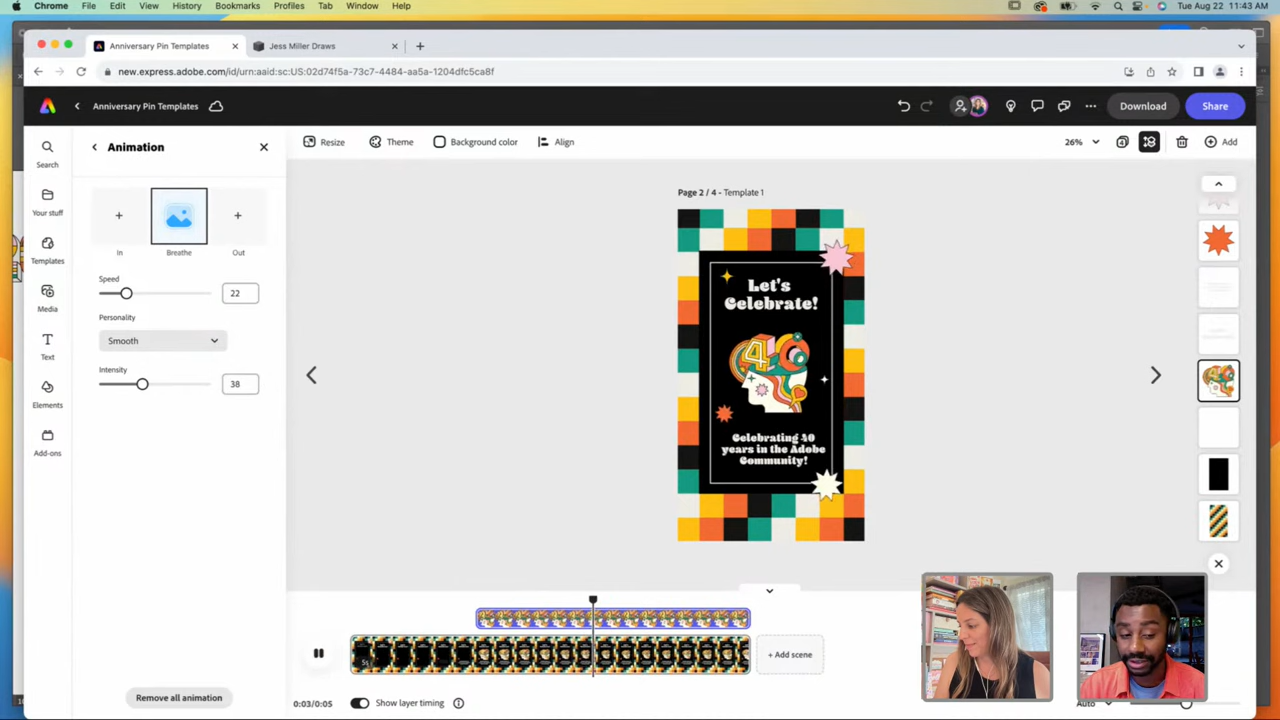 Chrome File Edit View History Bookmarks Profiles Tab Window Help
Tue Aug 22 11:43 AM
Anniversary Pin Templates
Jess Miller Draws
new.express.adobe.com/id/urn:aaid:sc:US:02d74f5a-73c7-4484-aa5a-1204dfc5ca8f
Anniversary Pin Templates
Download
Share
Search
Your stuff
Templates
Media
Text
Elements
Add-ons
Animation
In
Breathe
Out
Speed
22
Personality
Smooth
Intensity
38
Remove all animation
Resize
Theme
Background color
Align
26%
Add
Page 2 / 4 - Template 1
Let's
Celebrate!
40
Celebrating 40
years in the Adobe
Community!
5s
+ Add scene
0:03/0:05
Show layer timing
Auto